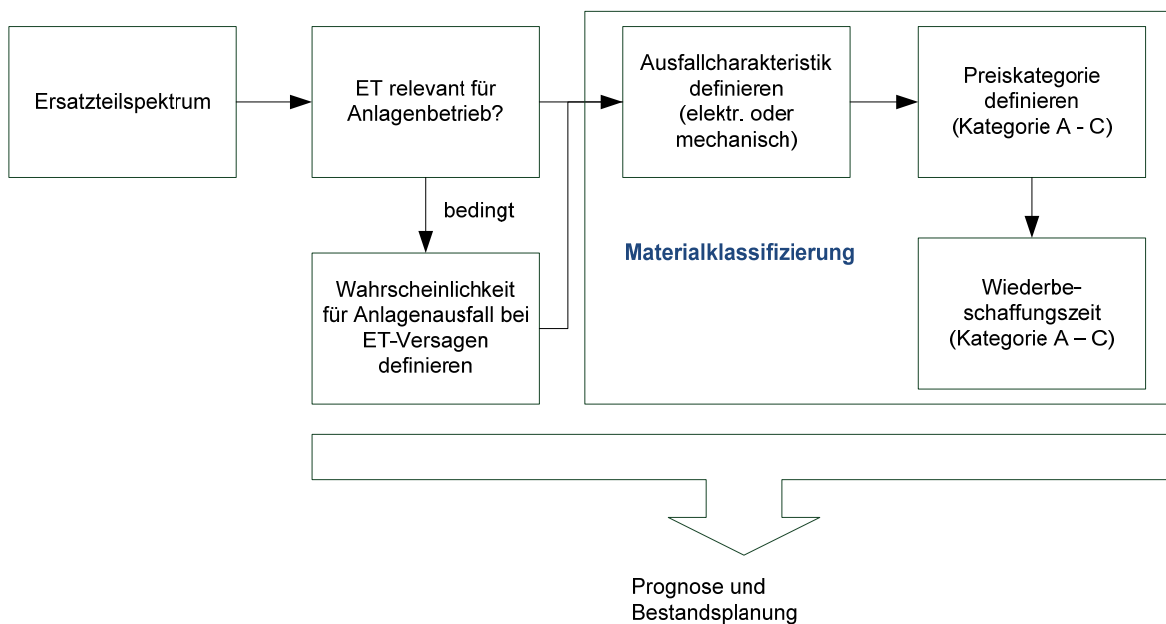 Ersatzteilspektrum
ET relevant für
Anlagenbetrieb?
bedingt
Wahrscheinlichkeit
für Anlagenausfall bei
ET-Versagen
definieren
Ausfallcharakteristik
definieren
(elektr. oder
mechanisch)
Preiskategorie
definieren
(Kategorie A - C)
Materialklassifizierung
Wiederbe-
schaffungszeit
(Kategorie A – C)
Prognose und
Bestandsplanung